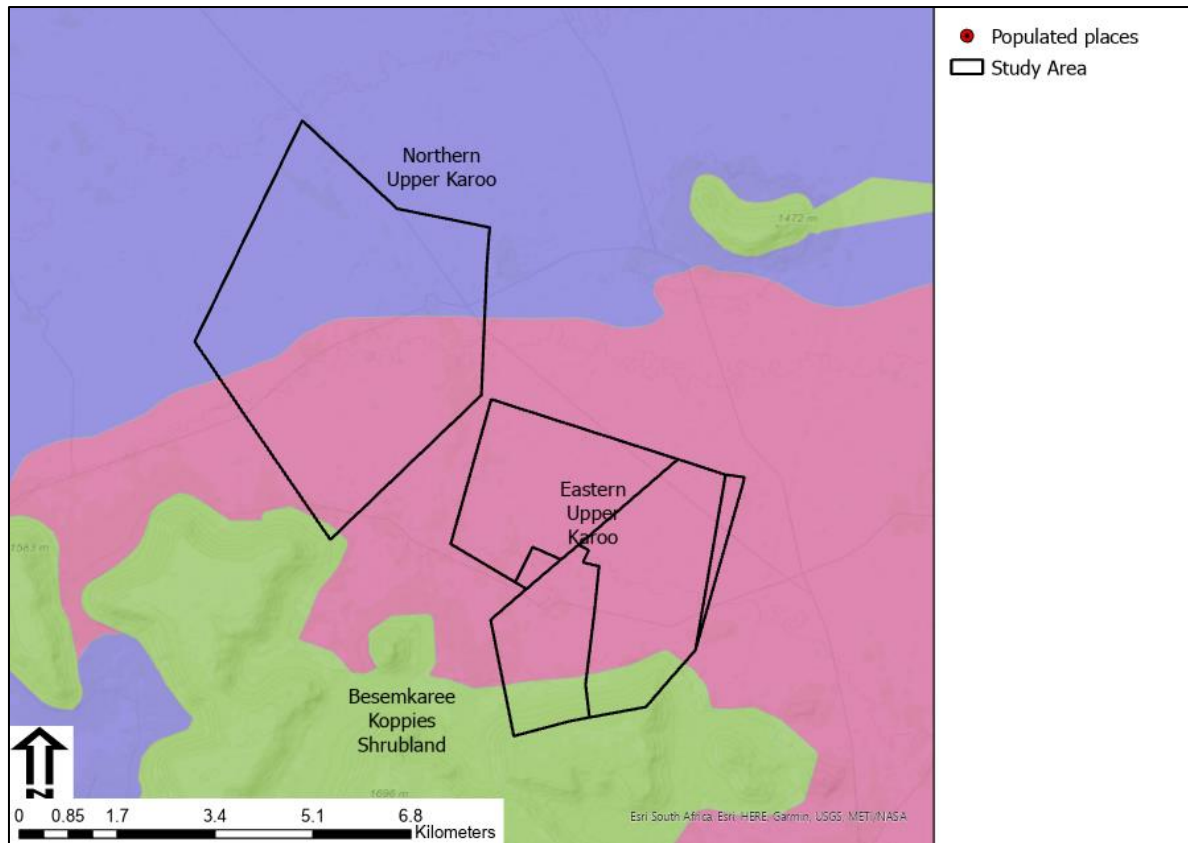 Populated places
Study Area
Northern
Upper Karoo
1472 m
Eastern
Upper
Karoo
1563 m
Besemkaree
Koppies
Shrubland
1696 m
N
0 0.85 1.7 3.4 5.1 6.8
Kilometers
Esri South Africa, Esri, HERE, Garmin, USGS, METI/NASA